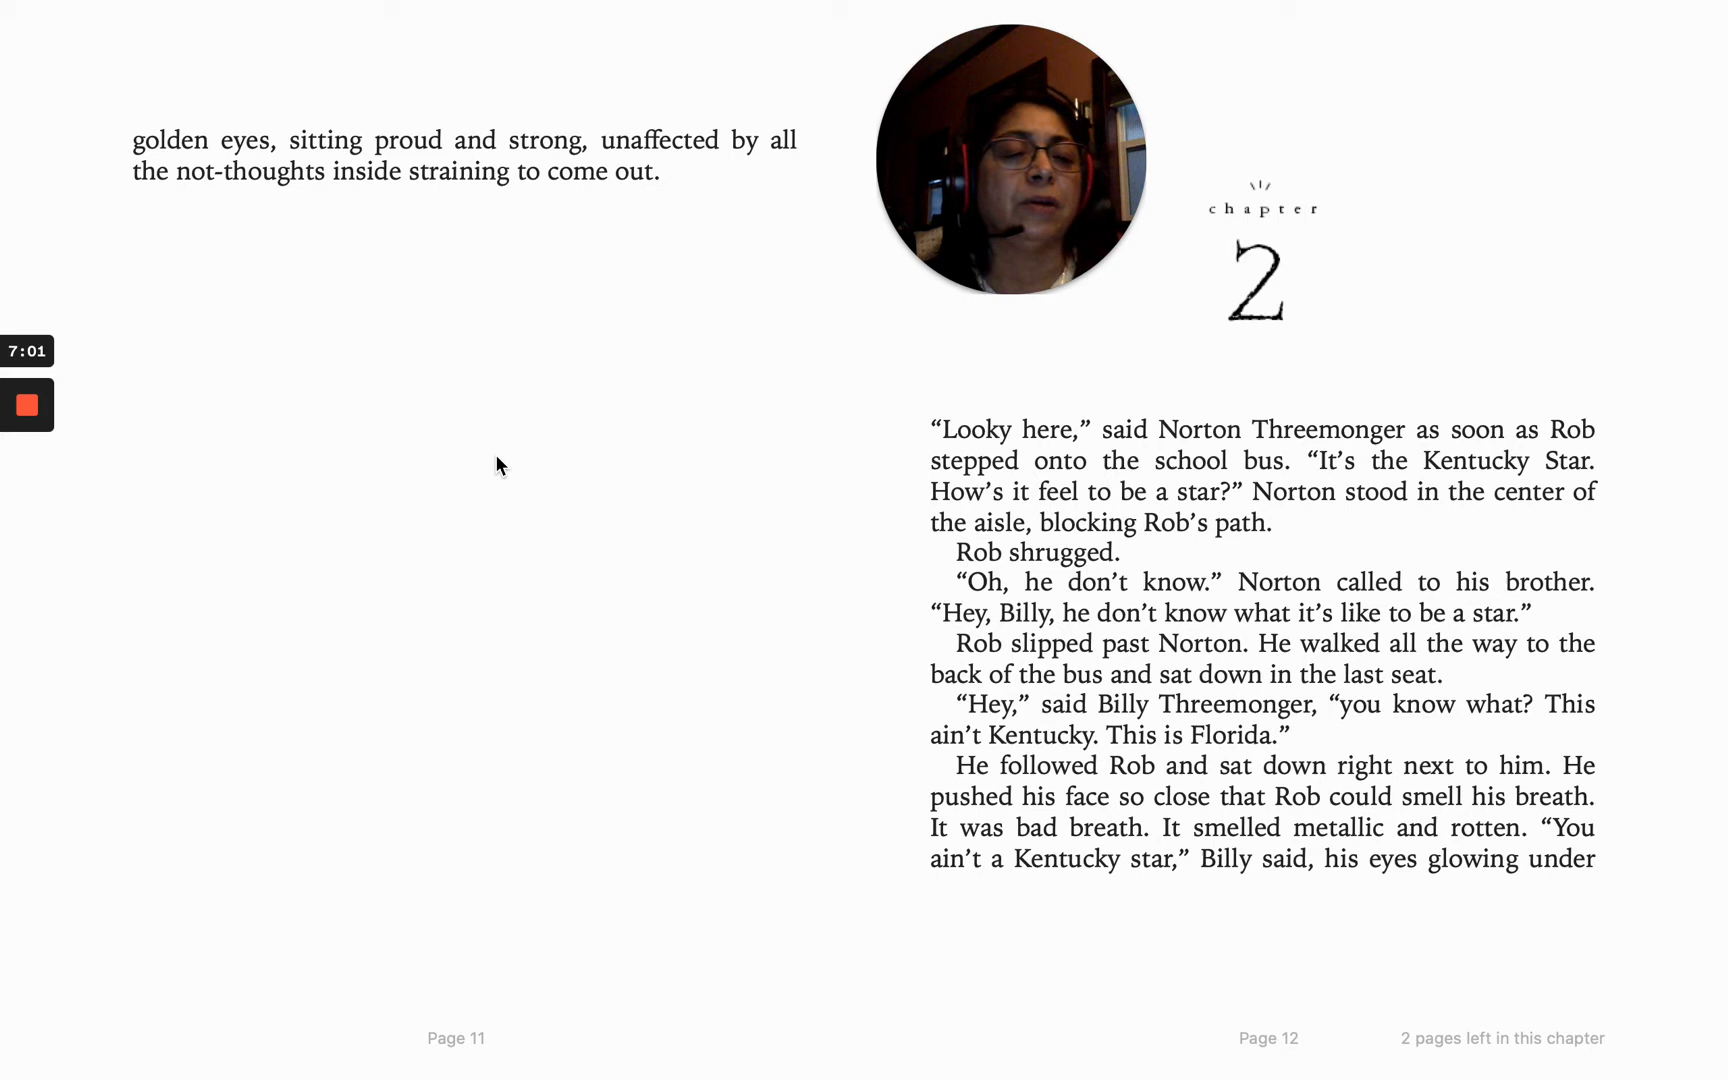 golden eyes, sitting proud and strong, unaffected by all
the not-thoughts inside straining to come out.
7:01
chapter
2
“Looky here,” said Norton Threemonger as soon as Rob
stepped onto the school bus. “It’s the Kentucky Star.
How’s it feel to be a star?” Norton stood in the center of
the aisle, blocking Rob’s path.
Rob shrugged.
“Oh, he don’t know.” Norton called to his brother.
“Hey, Billy, he don’t know what it’s like to be a star.”
Rob slipped past Norton. He walked all the way to the
back of the bus and sat down in the last seat.
“Hey,” said Billy Threemonger, “you know what? This
ain’t Kentucky. This is Florida.”
He followed Rob and sat down right next to him. He
pushed his face so close that Rob could smell his breath.
It was bad breath. It smelled metallic and rotten. “You
ain’t a Kentucky star,” Billy said, his eyes glowing under
Page 11
Page 12
2 pages left in this chapter